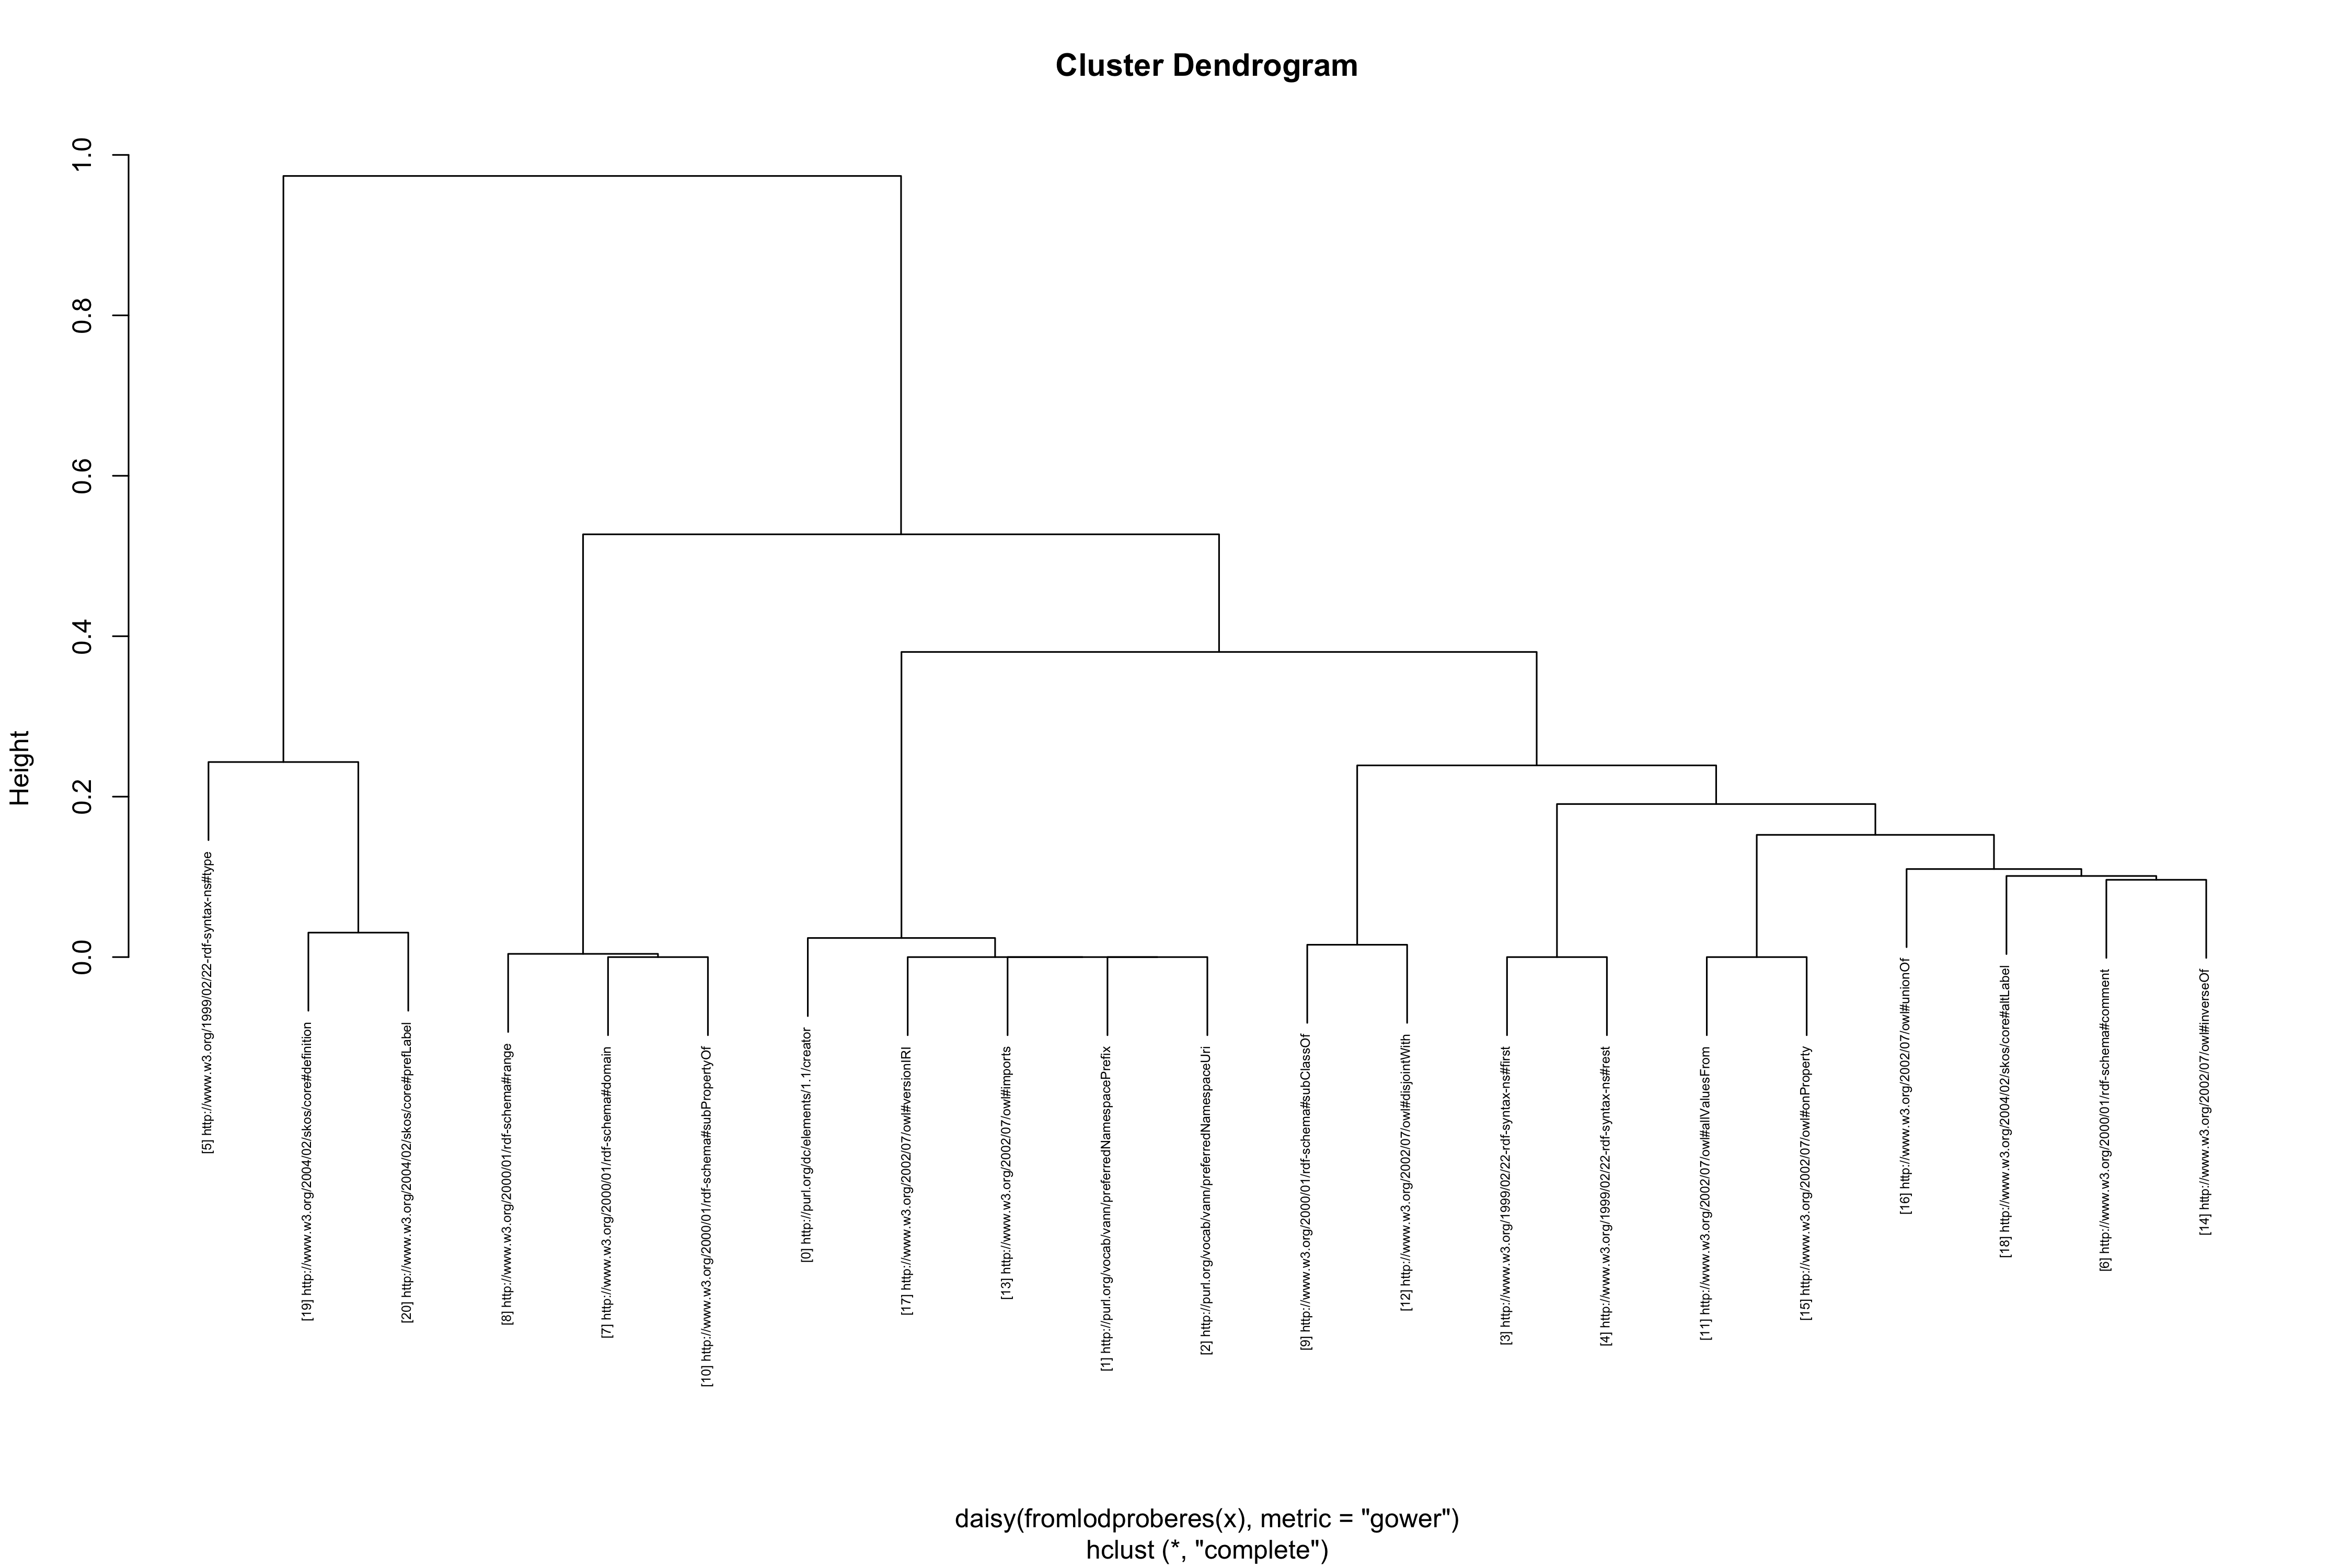 Cluster Dendrogram
Height
1.0
0.8
0.6
0.4
0.2
0.0
[5] http://www.w3.org/1999/02/22-rdf-syntax-ns#type
[19] http://www.w3.org/2004/02/skos/core#definition
[20] http://www.w3.org/2004/02/skos/core#prefLabel
[8] http://www.w3.org/2000/01/rdf-schema#range
[7] http://www.w3.org/2000/01/rdf-schema#domain
[10] http://www.w3.org/2000/01/rdf-schema#subPropertyOf
[0] http://purl.org/dc/elements/1.1/creator
[17] http://www.w3.org/2002/07/owl#versionIRI
[13] http://www.w3.org/2002/07/owl#imports
[1] http://purl.org/vocab/vann/preferredNamespacePrefix
[2] http://purl.org/vocab/vann/preferredNamespaceUri
[9] http://www.w3.org/2000/01/rdf-schema#subClassOf
[12] http://www.w3.org/2002/07/owl#disjointWith
[3] http://www.w3.org/1999/02/22-rdf-syntax-ns#first
[4] http://www.w3.org/1999/02/22-rdf-syntax-ns#rest
[11] http://www.w3.org/2002/07/owl#allValuesFrom
[15] http://www.w3.org/2002/07/owl#onProperty
[16] http://www.w3.org/2002/07/owl#unionOf
[18] http://www.w3.org/2004/02/skos/core#altLabel
[6] http://www.w3.org/2000/01/rdf-schema#comment
[14] http://www.w3.org/2002/07/owl#inverseOf
daisy(fromlodproberes(x), metric = "gower")
hclust (*, "complete")